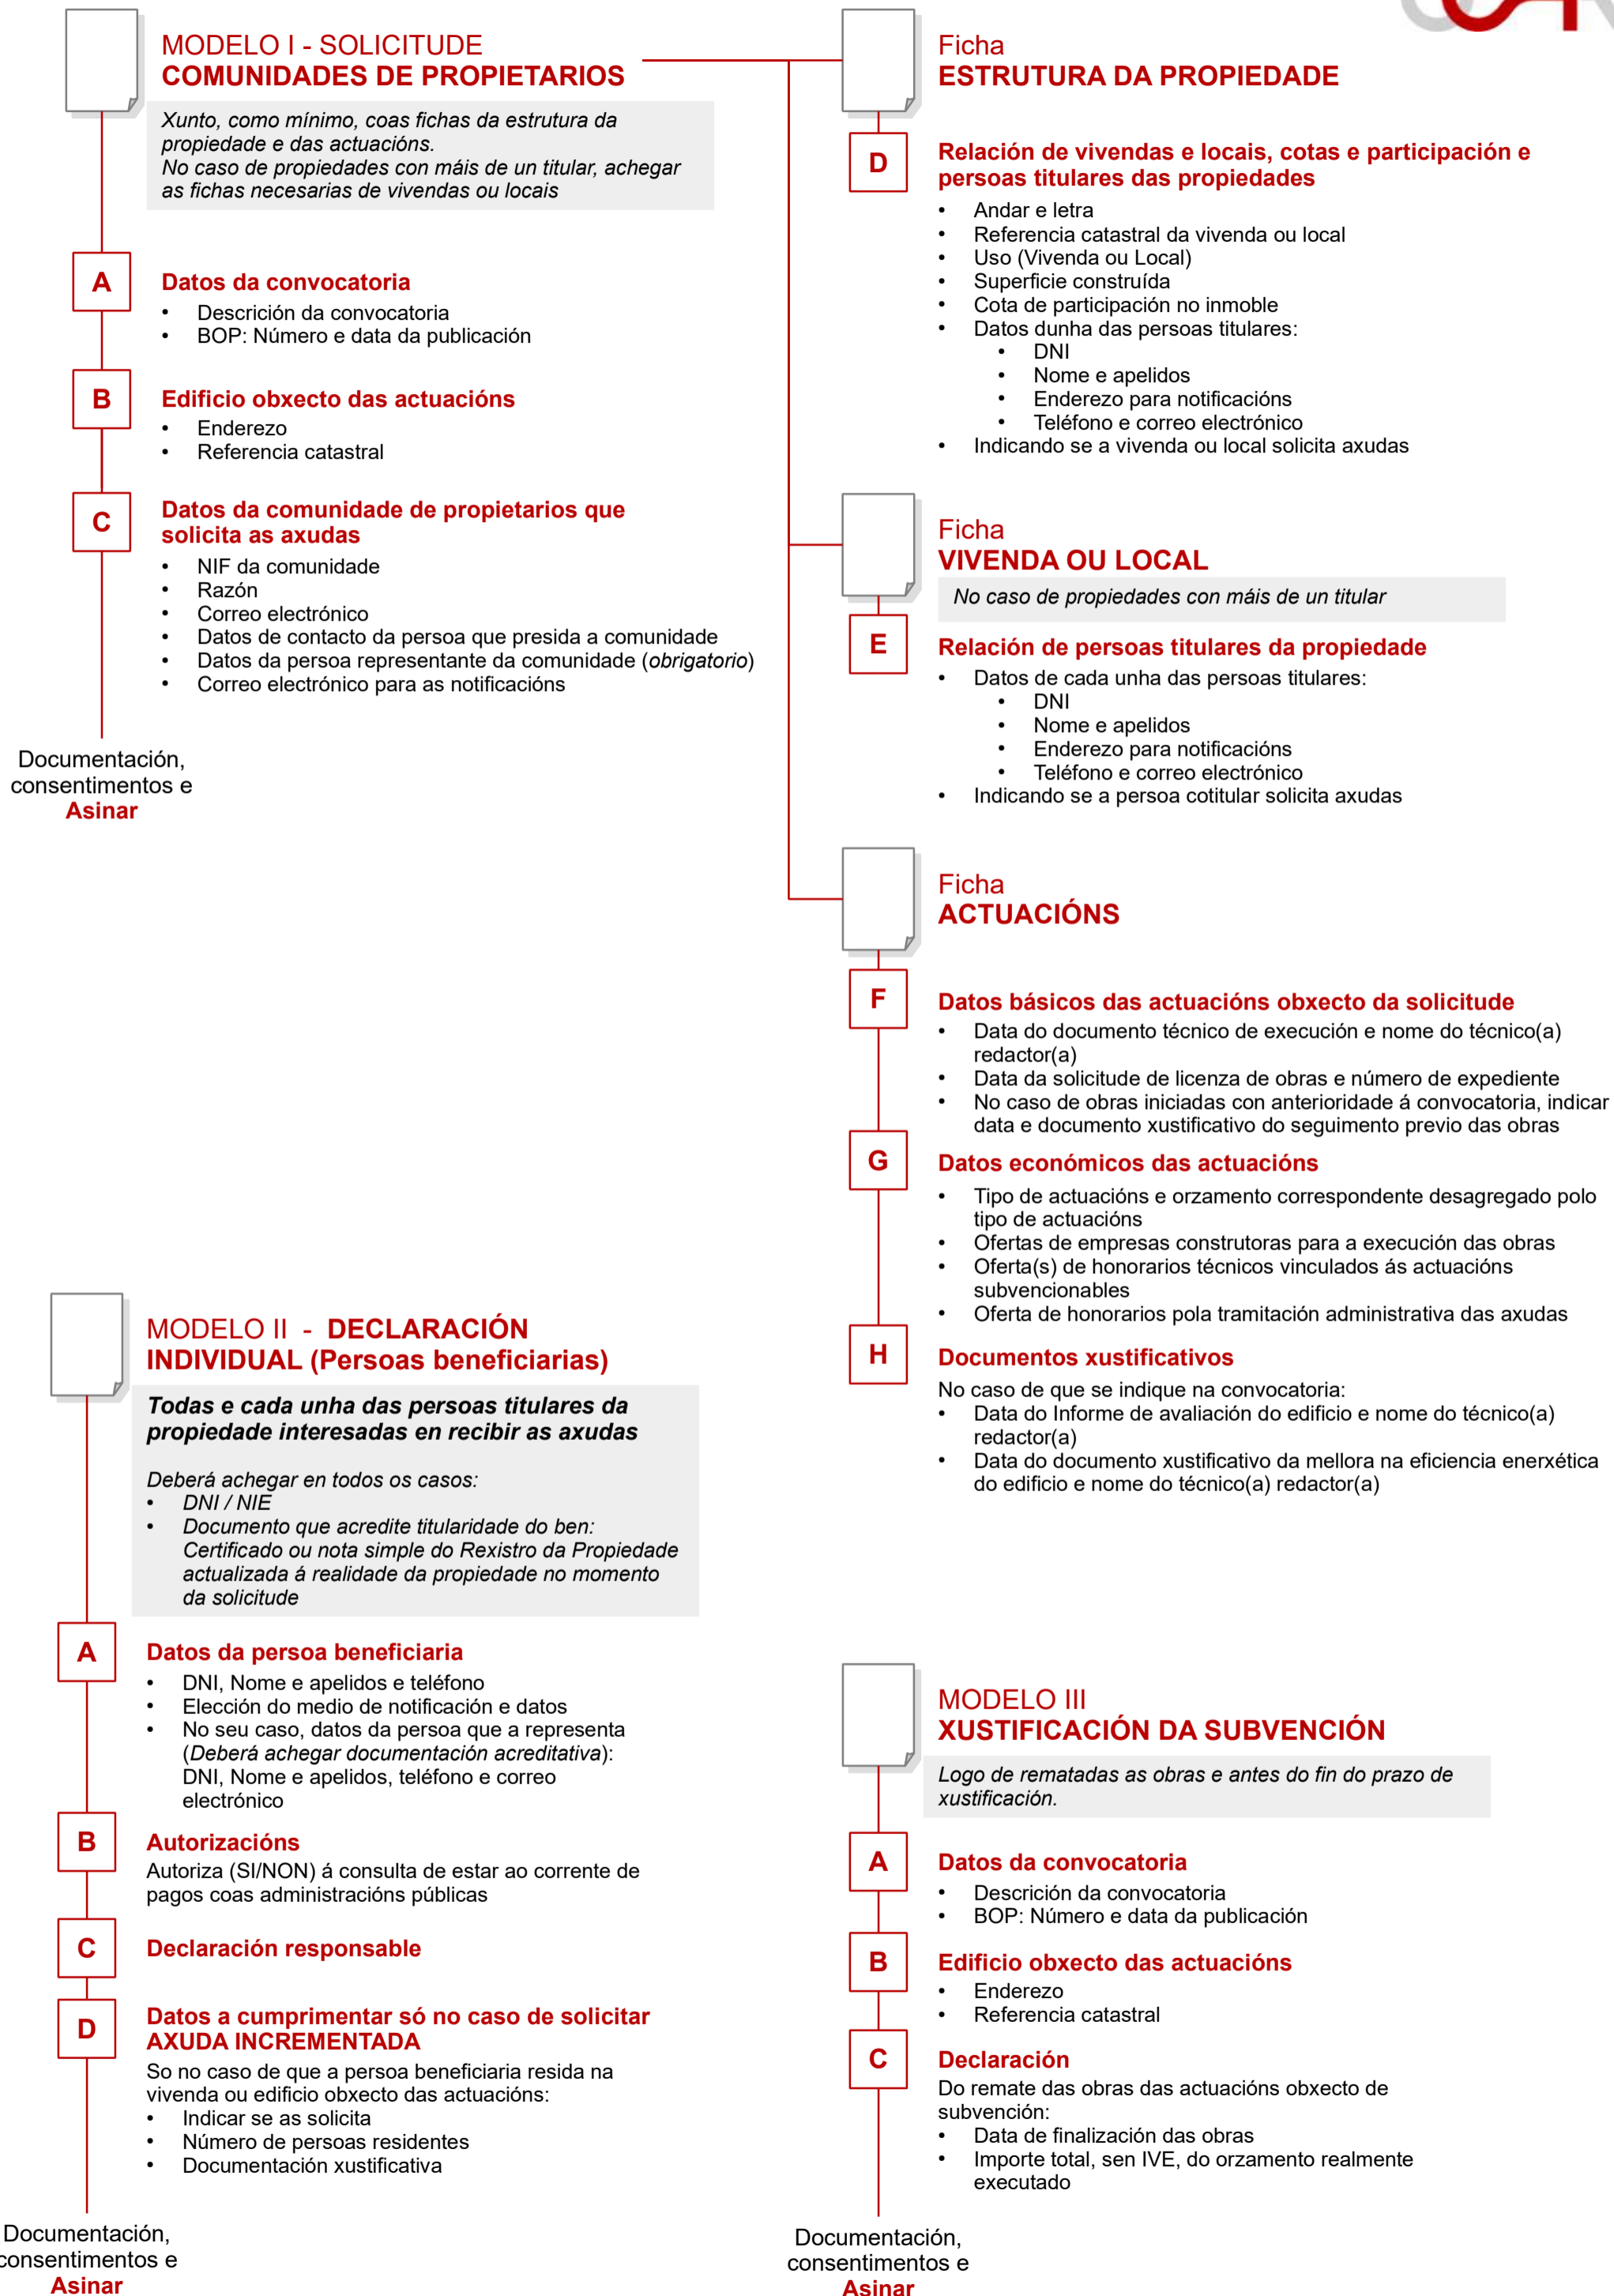 MODELO I - SOLICITUDE
COMUNIDADES DE PROPIETARIOS
Xunto, como mínimo, coas fichas da estrutura da
propiedade e das actuacións.
No caso de propiedades con máis de un titular, achegar
as fichas necesarias de vivendas ou locais
A
Datos da convocatoria
• Descrición da convocatoria
• BOP: Número e data da publicación
B
Edificio obxecto das actuacións
• Enderezo
• Referencia catastral
C
Datos da comunidade de propietarios que
solicita as axudas
• NIF da comunidade
• Razón
• Correo electrónico
• Datos de contacto da persoa que presida a comunidade
• Datos da persoa representante da comunidade (obrigatorio)
• Correo electrónico para as notificacións
Documentación,
consentimentos e
Asinar
Ficha
ESTRUTURA DA PROPIEDADE
D
Relación de vivendas e locais, cotas e participación e
persoas titulares das propiedades
• Andar e letra
• Referencia catastral da vivenda ou local
• Uso (Vivenda ou Local)
• Superficie construída
• Cota de participación no inmoble
• Datos dunha das persoas titulares:
• DNI
• Nome e apelidos
• Enderezo para notificacións
• Teléfono e correo electrónico
• Indicando se a vivenda ou local solicita axudas
Ficha
VIVENDA OU LOCAL
No caso de propiedades con máis de un titular
E
Relación de persoas titulares da propiedade
• Datos de cada unha das persoas titulares:
• DNI
• Nome e apelidos
• Enderezo para notificacións
• Teléfono e correo electrónico
• Indicando se a persoa cotitular solicita axudas
Ficha
ACTUACIÓNS
F
Datos básicos das actuacións obxecto da solicitude
• Data do documento técnico de execución e nome do técnico(a)
redactor(a)
• Data da solicitude de licenza de obras e número de expediente
• No caso de obras iniciadas con anterioridade á convocatoria, indicar
data e documento xustificativo do seguimento previo das obras
G
Datos económicos das actuacións
• Tipo de actuacións e orzamento correspondente desagregado polo
tipo de actuacións
• Ofertas de empresas construtoras para a execución das obras
• Oferta(s) de honorarios técnicos vinculados ás actuacións
subvencionables
• Oferta de honorarios pola tramitación administrativa das axudas
H
Documentos xustificativos
No caso de que se indique na convocatoria:
• Data do Informe de avaliación do edificio e nome do técnico(a)
redactor(a)
• Data do documento xustificativo da mellora na eficiencia enerxética
do edificio e nome do técnico(a) redactor(a)
MODELO II - DECLARACIÓN
INDIVIDUAL (Persoas beneficiarias)
Todas e cada unha das persoas titulares da
propiedade interesadas en recibir as axudas
Deberá achegar en todos os casos:
• DNI / NIE
• Documento que acredite titularidade do ben:
Certificado ou nota simple do Rexistro da Propiedade
actualizada á realidade da propiedade no momento
da solicitude
A
Datos da persoa beneficiaria
• DNI, Nome e apelidos e teléfono
• Elección do medio de notificación e datos
• No seu caso, datos da persoa que a representa
(Deberá achegar documentación acreditativa):
DNI, Nome e apelidos, teléfono e correo
electrónico
B
Autorizacións
Autoriza (SI/NON) á consulta de estar ao corrente de
pagos coas administracións públicas
C
Declaración responsable
D
Datos a cumprimentar só no caso de solicitar
AXUDA INCREMENTADA
So no caso de que a persoa beneficiaria resida na
vivenda ou edificio obxecto das actuacións:
• Indicar se as solicita
• Número de persoas residentes
• Documentación xustificativa
Documentación,
consentimentos e
Asinar
MODELO III
XUSTIFICACIÓN DA SUBVENCIÓN
Logo de rematadas as obras e antes do fin do prazo de
xustificación.
A
Datos da convocatoria
• Descrición da convocatoria
• BOP: Número e data da publicación
B
Edificio obxecto das actuacións
• Enderezo
• Referencia catastral
C
Declaración
Do remate das obras das actuacións obxecto de
subvención:
• Data de finalización das obras
• Importe total, sen IVE, do orzamento realmente
executado
Documentación,
consentimentos e
Asinar